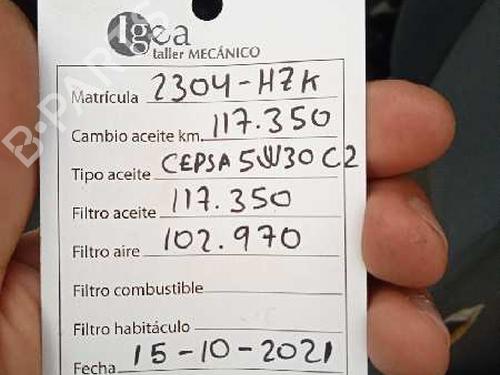 Igea
taller MECÁNICO
Matrícula 2304-HZK
Cambio aceite km. 117.350
Tipo aceite CEPSA 5W30 C2
Filtro aceite 117.350
Filtro aire 102.970
Filtro combustible
Filtro habitáculo
Fecha 15-10-2021
B-PARTS